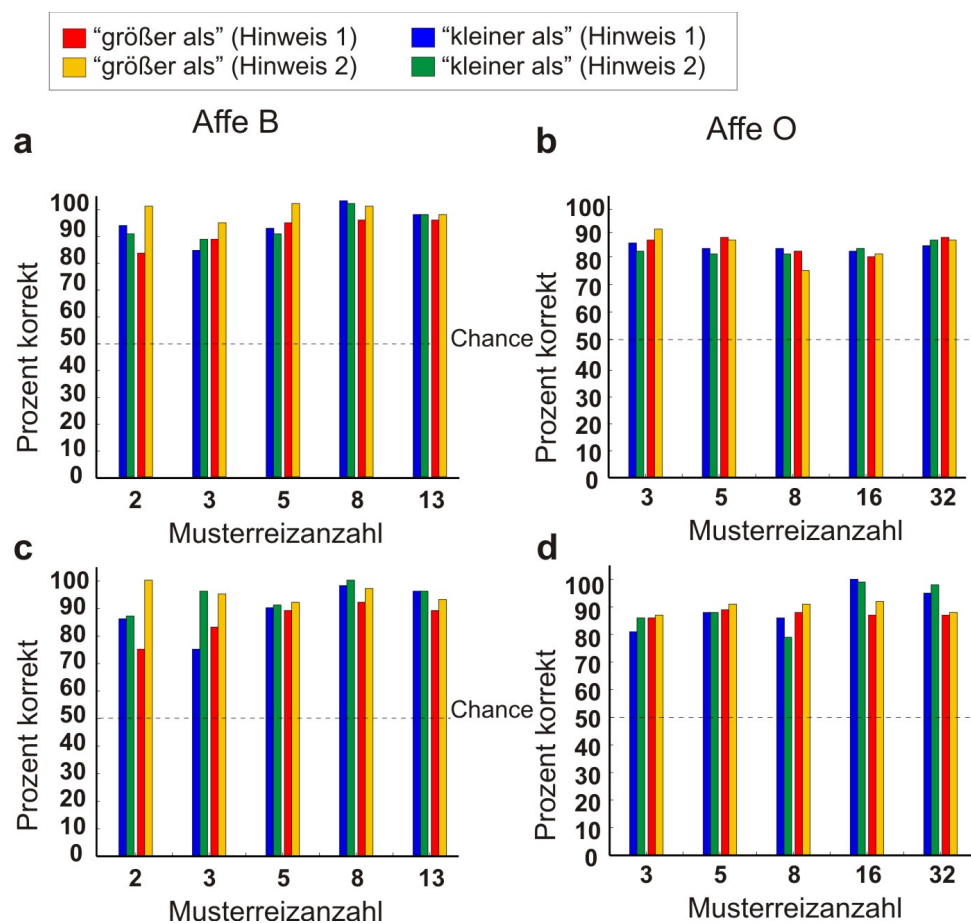 “größer als” (Hinweis 1) “kleiner als” (Hinweis 1)
“größer als” (Hinweis 2) “kleiner als” (Hinweis 2)
Affe B
Affe O
a
b
Prozent korrekt
100
90
80
70
60
50
40
30
20
10
0
Chance
2 3 5 8 13
Musterreizanzahl
Prozent korrekt
100
90
80
70
60
50
40
30
20
10
0
3 5 8 16 32
Musterreizanzahl
c
d
Prozent korrekt
100
90
80
70
60
50
40
30
20
10
0
Chance
2 3 5 8 13
Musterreizanzahl
Prozent korrekt
100
90
80
70
60
50
40
30
20
10
0
3 5 8 16 32
Musterreizanzahl